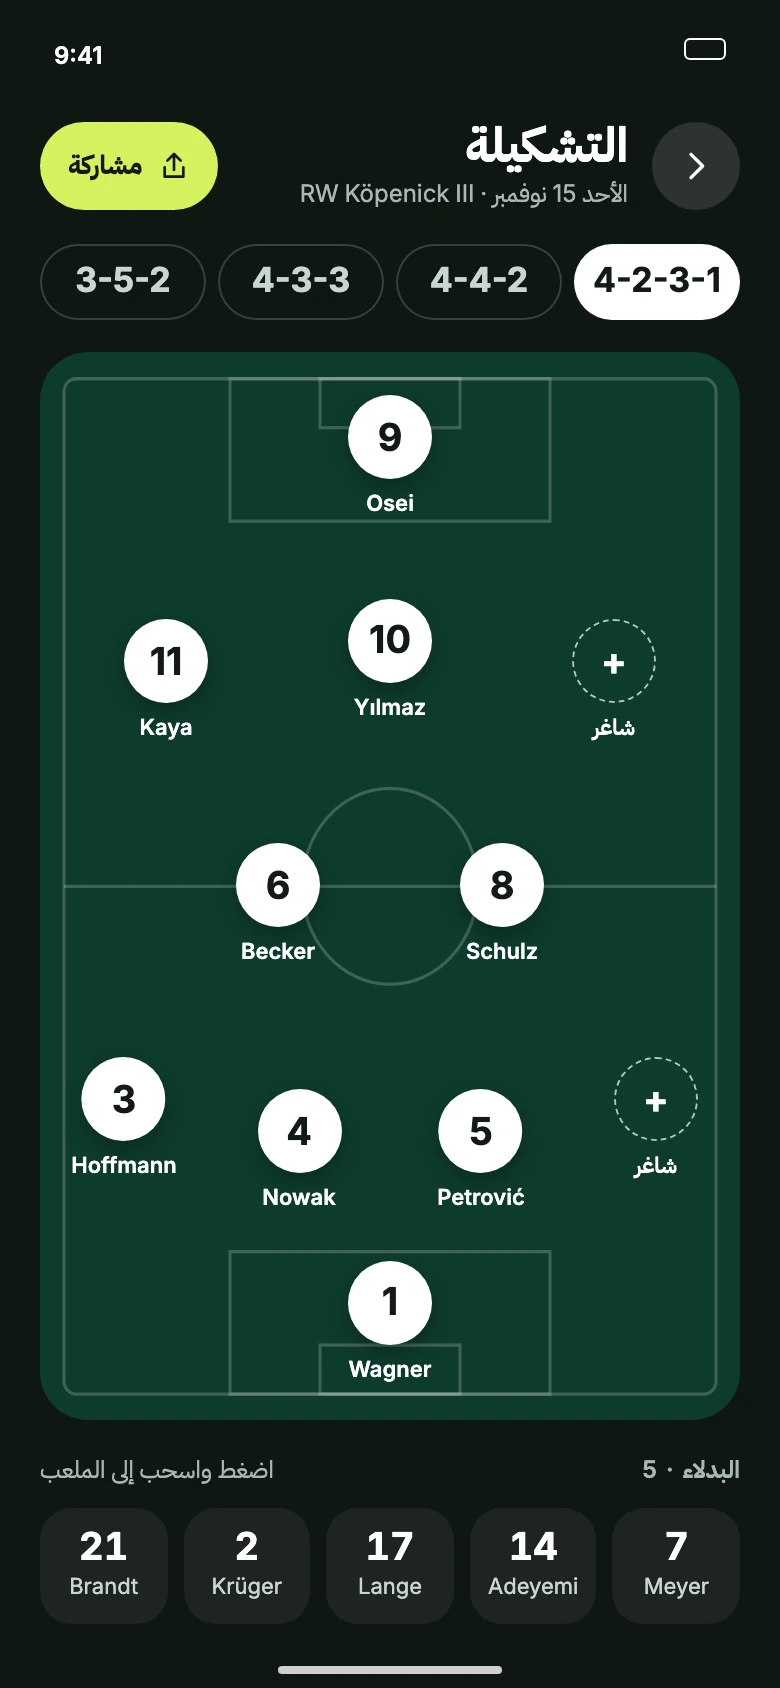 9:41
التشكيلة
الأحد 15 نوفمبر · RW Köpenick III
مشاركة
4-2-3-1
4-4-2
4-3-3
3-5-2
9
Osei
10
Yılmaz
11
Kaya
+
شاغر
6
Becker
8
Schulz
3
Hoffmann
4
Nowak
5
Petrović
+
شاغر
1
Wagner
البدلاء · 5
اضغط واسحب إلى الملعب
7
Meyer
14
Adeyemi
17
Lange
2
Krüger
21
Brandt